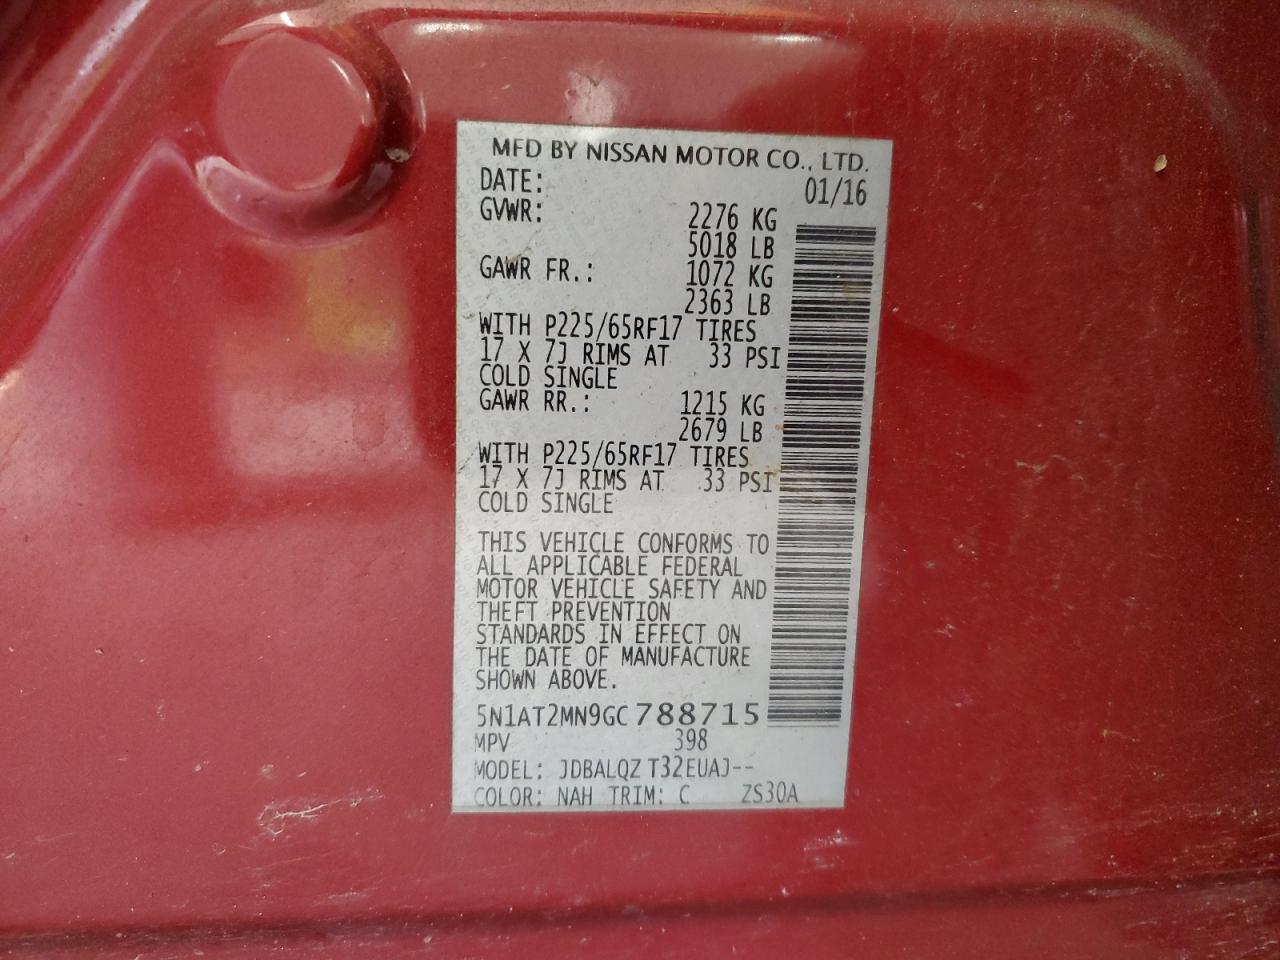 MFD BY NISSAN MOTOR CO., LTD.
DATE: 01/16
GVWR: 2276 KG
5018 LB
GAWR FR.: 1072 KG
2363 LB
WITH P225/65RF17 TIRES
17 X 7J RIMS AT 33 PSI
COLD SINGLE
GAWR RR.: 1215 KG
2679 LB
WITH P225/65RF17 TIRES
17 X 7J RIMS AT 33 PSI
COLD SINGLE
THIS VEHICLE CONFORMS TO
ALL APPLICABLE FEDERAL
MOTOR VEHICLE SAFETY AND
THEFT PREVENTION
STANDARDS IN EFFECT ON
THE DATE OF MANUFACTURE
SHOWN ABOVE.
5N1AT2MN9GC788715
MPV 398
MODEL: JDBALQZ T32EUAJ--
COLOR: NAH TRIM: C ZS30A